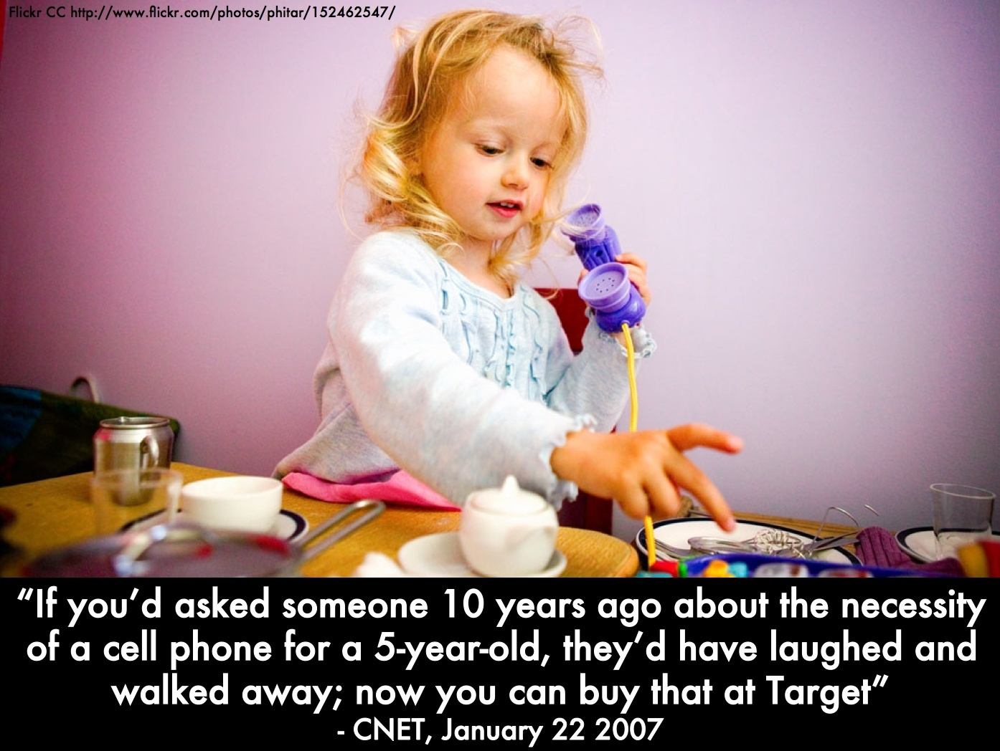 Flickr CC http://www.flickr.com/photos/phitar/152462547/
“If you’d asked someone 10 years ago about the necessity
of a cell phone for a 5-year-old, they’d have laughed and
walked away; now you can buy that at Target”
- CNET, January 22 2007